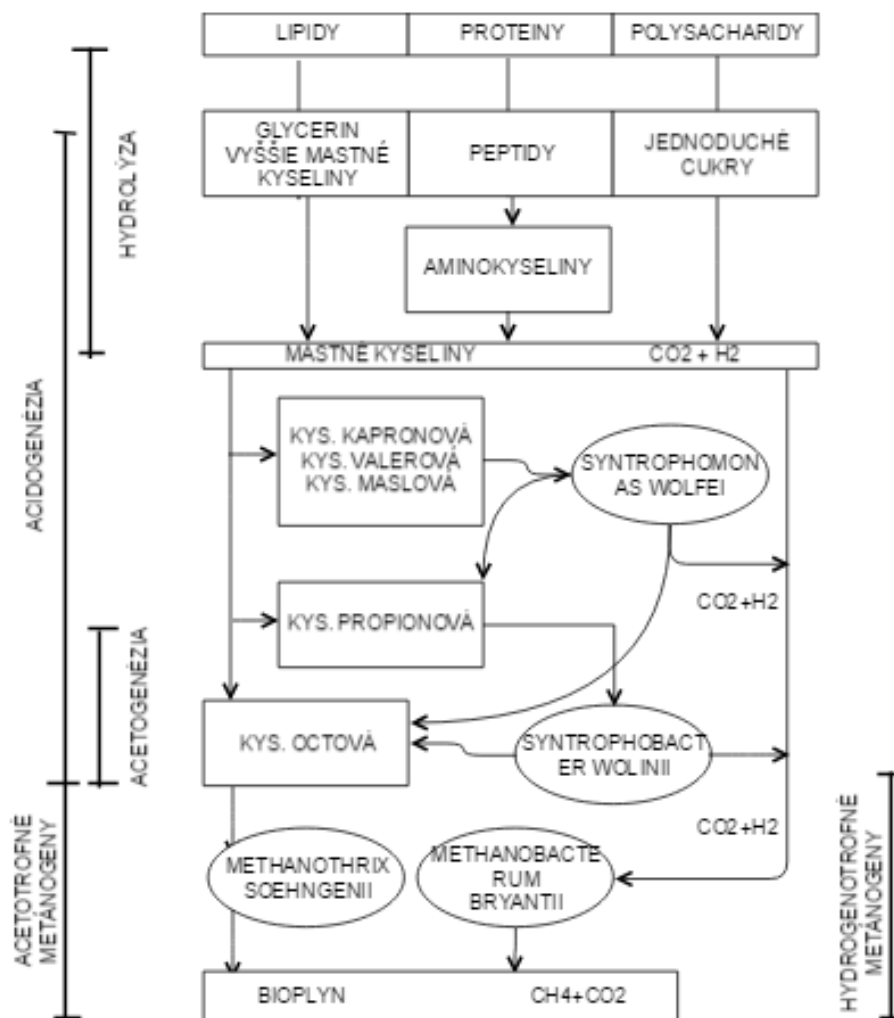 LIPIDY
PROTEINY
POLYSACHARIDY
GLYCERIN
VYŠŠIE MASTNÉ
KYSELINY
PEPTIDY
JEDNODUCHÉ
CUKRY
AMINOKYSELINY
MASTNÉ KYSELINY
CO2 + H2
KYS. KAPRONOVÁ
KYS. VALEROVÁ
KYS. MASLOVÁ
SYNTROPHOMON
AS WOLFEI
CO2+H2
KYS. PROPIONOVÁ
KYS. OCTOVÁ
SYNTROPHOBACT
ER WOLINII
CO2+H2
METHANOTHRIX
SOEHNGENII
METHANOBACTE
RUM
BRYANTII
BIOPLYN
CH4+CO2
HYDROLÝZA
ACIDOGENÉZIA
ACETOGENÉZIA
ACETOTROFNÉ
METÁNOGENY
HYDROGENOTROFNÉ
METÁNOGENY